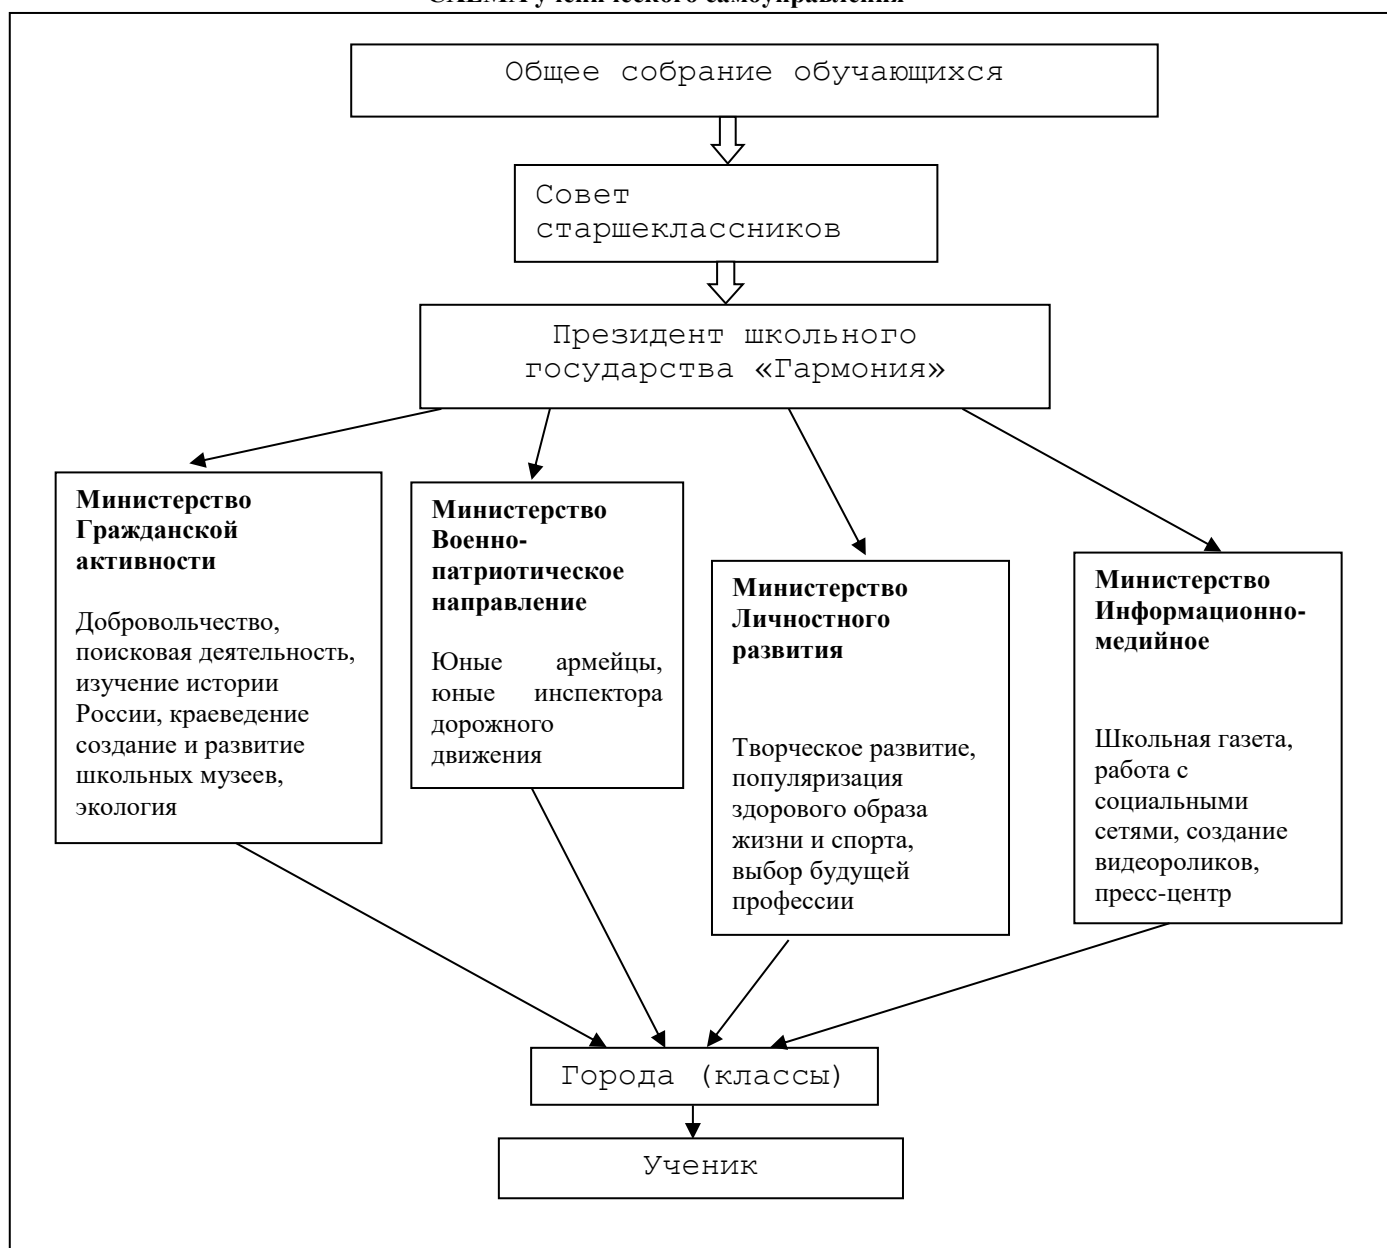 СХЕМА ученического самоуправления
Общее собрание обучающихся
Совет
старшеклассников
Президент школьного
государства «Гармония»
Министерство
Гражданской
активности
Добровольчество,
поисковая деятельность,
изучение истории
России, краеведение
создание и развитие
школьных музеев,
экология
Министерство
Военно-
патриотическое
направление
Юные армейцы,
юные инспектора
дорожного
движения
Министерство
Личностного
развития
Творческое развитие,
популяризация
здорового образа
жизни и спорта,
выбор будущей
профессии
Министерство
Информационно-
медийное
Школьная газета,
работа с
социальными
сетями, создание
видеороликов,
пресс-центр
Города (классы)
Ученик